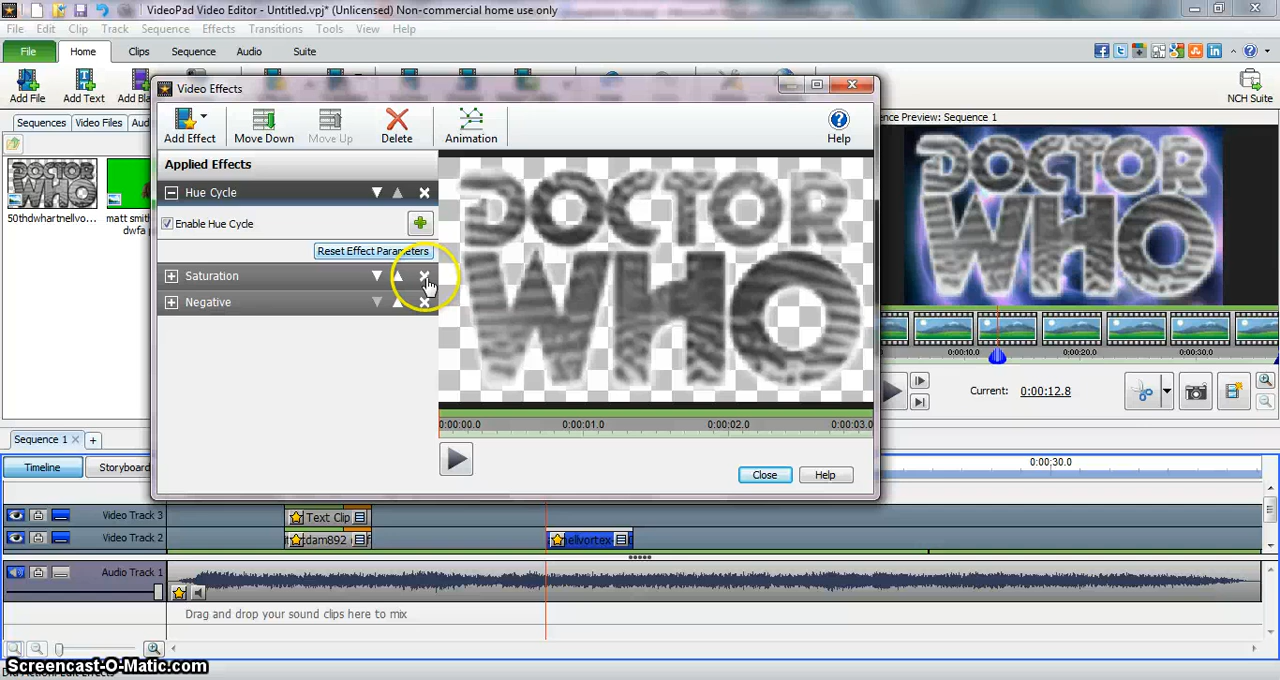 VideoPad Video Editor - Untitled.vpj* (Unlicensed) Non-commercial home use only
File Edit Clip Track Sequence Effects Transitions Tools View Help
File Home Clips Sequence Audio Suite
Add File Add Text Add Bla
NCH Suite
Sequences Video Files Aud
50thdwhartnellvo...
matt smith
dwfa
Video Effects
Add Effect Move Down Move Up Delete Animation Help
Applied Effects
Hue Cycle
Enable Hue Cycle
Reset Effect Parameters
Saturation
Negative
DOCTOR
WHO
0:00:00.0 0:00:01.0 0:00:02.0 0:00:03.0
Close Help
ence Preview: Sequence 1
DOCTOR
WHO
0:00:10.0 0:00:20.0 0:00:30.0
Current: 0:00:12.8
Sequence 1
Timeline Storyboard
0:00:30.0
Video Track 3 Text Clip
Video Track 2 ddam892 ellvortex
Audio Track 1
Drag and drop your sound clips here to mix
Screencast-O-Matic.com